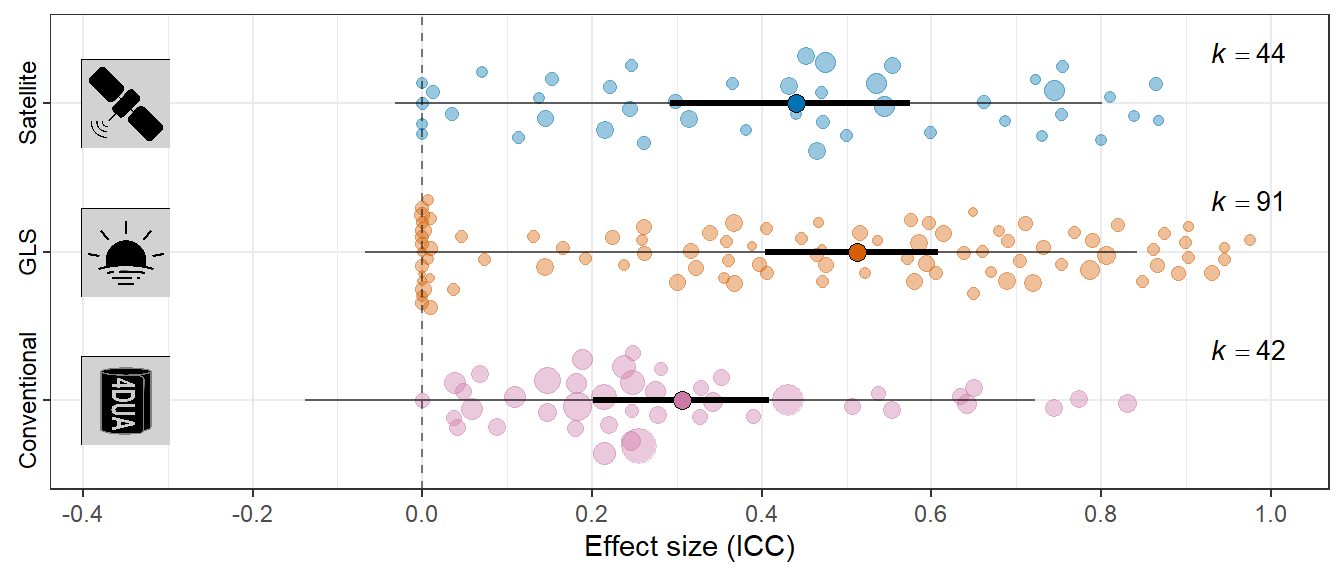 Satellite
k = 44
GLS
k = 91
Conventional
4DUA
k = 42
-0.4 -0.2 0.0 0.2 0.4 0.6 0.8 1.0
Effect size (ICC)